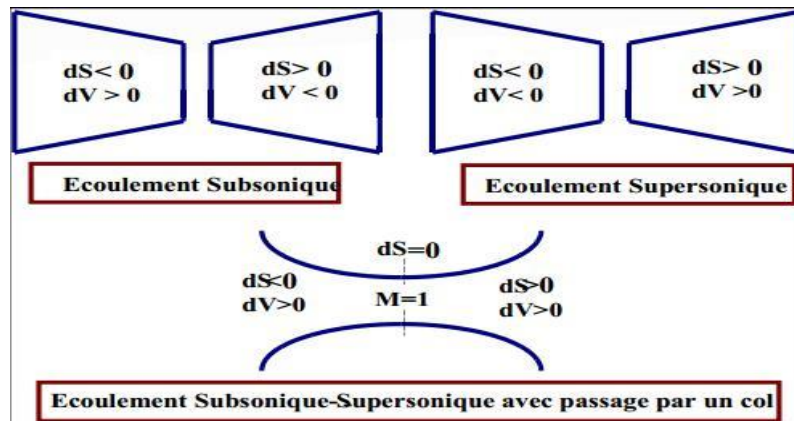 dS< 0
dV > 0
dS> 0
dV < 0
dS< 0
dV< 0
dS> 0
dV >0
Ecoulement Subsonique
Ecoulement Supersonique
dS=0
dS<0
dV>0
M=1
dS>0
dV>0
Ecoulement Subsonique-Supersonique avec passage par un col